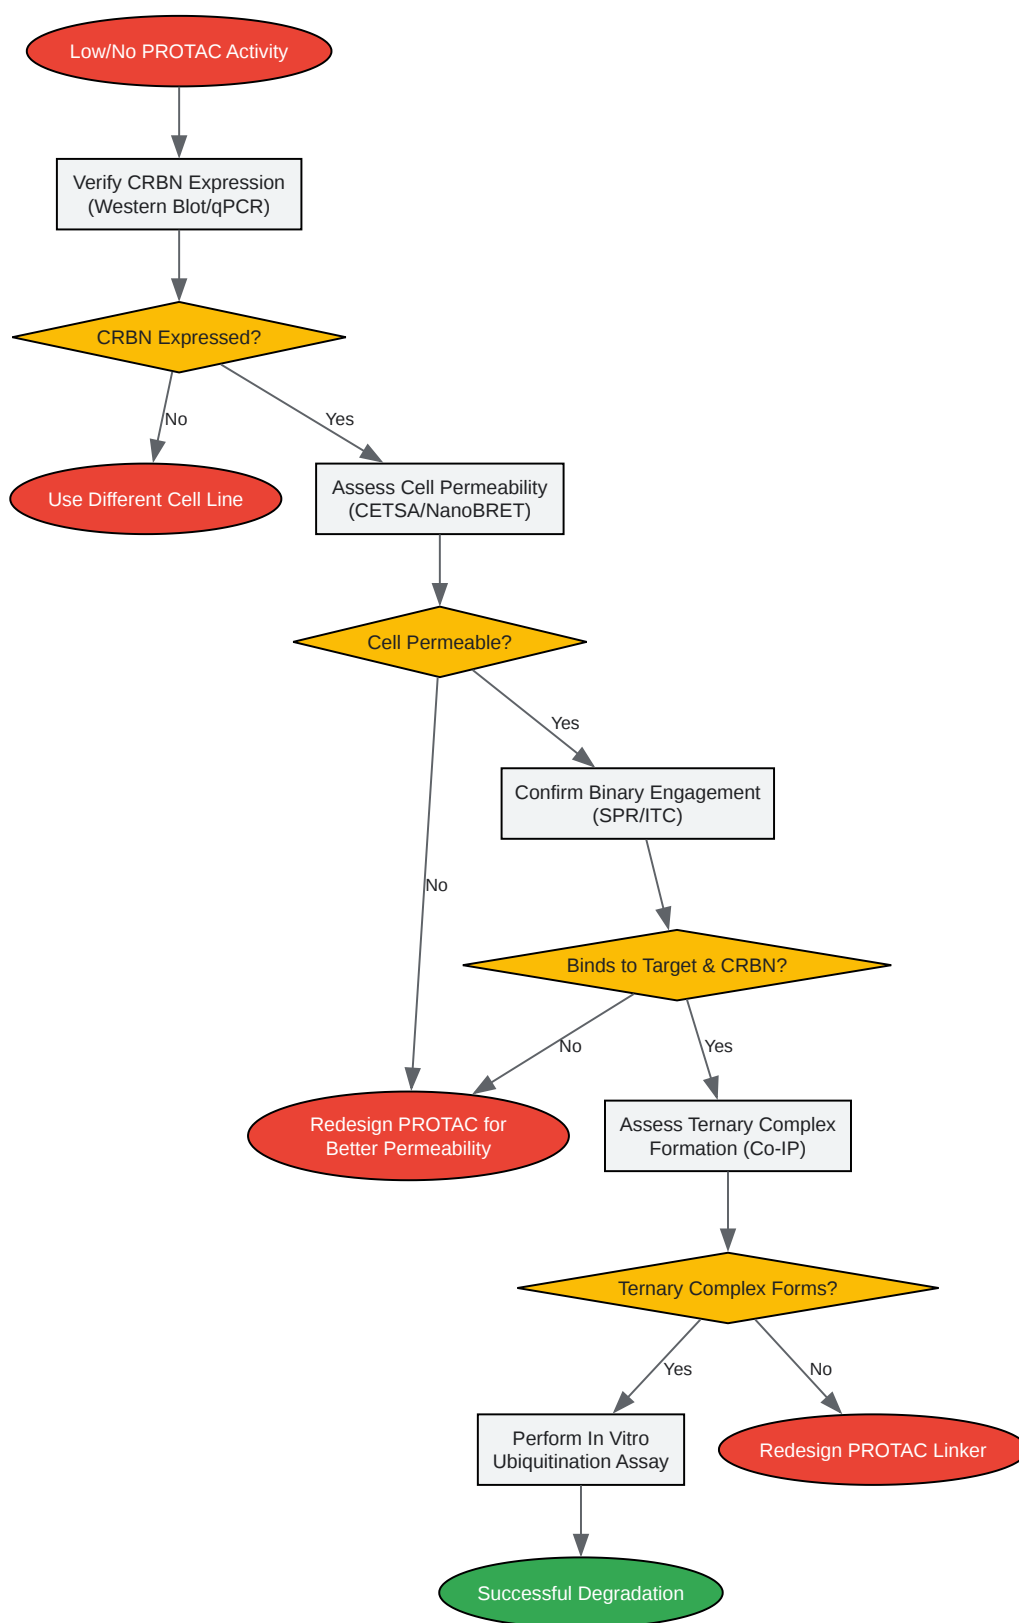 Low/No PROTAC Activity
Verify CRBN Expression
(Western Blot/qPCR)
CRBN Expressed?
No
Yes
Use Different Cell Line
Assess Cell Permeability
(CETSA/NanoBRET)
Cell Permeable?
Yes
Confirm Binary Engagement
(SPR/ITC)
No
Binds to Target & CRBN?
No
Yes
Redesign PROTAC for
Better Permeability
Assess Ternary Complex
Formation (Co-IP)
Ternary Complex Forms?
Yes
No
Perform In Vitro
Ubiquitination Assay
Redesign PROTAC Linker
Successful Degradation